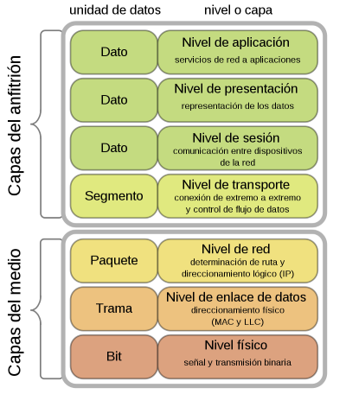 unidad de datos
nivel o capa
Capas del anfitrión
Dato
Nivel de aplicación
servicios de red a aplicaciones
Dato
Nivel de presentación
representación de los datos
Dato
Nivel de sesión
comunicación entre dispositivos
de la red
Segmento
Nivel de transporte
conexión de extremo a extremo
y control de flujo de datos
Capas del medio
Paquete
Nivel de red
determinación de ruta y
direccionamiento lógico (IP)
Trama
Nivel de enlace de datos
direccionamiento físico
(MAC y LLC)
Bit
Nivel físico
señal y transmisión binaria